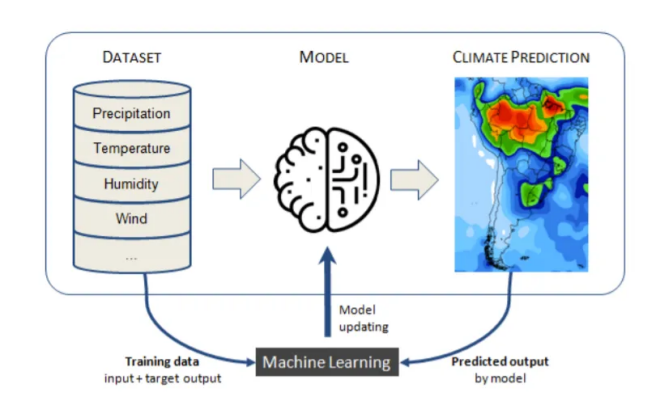 DATASET
MODEL
CLIMATE PREDICTION
Precipitation
Temperature
Humidity
Wind
...
Model
updating
Training data
input + target output
Machine Learning
Predicted output
by model